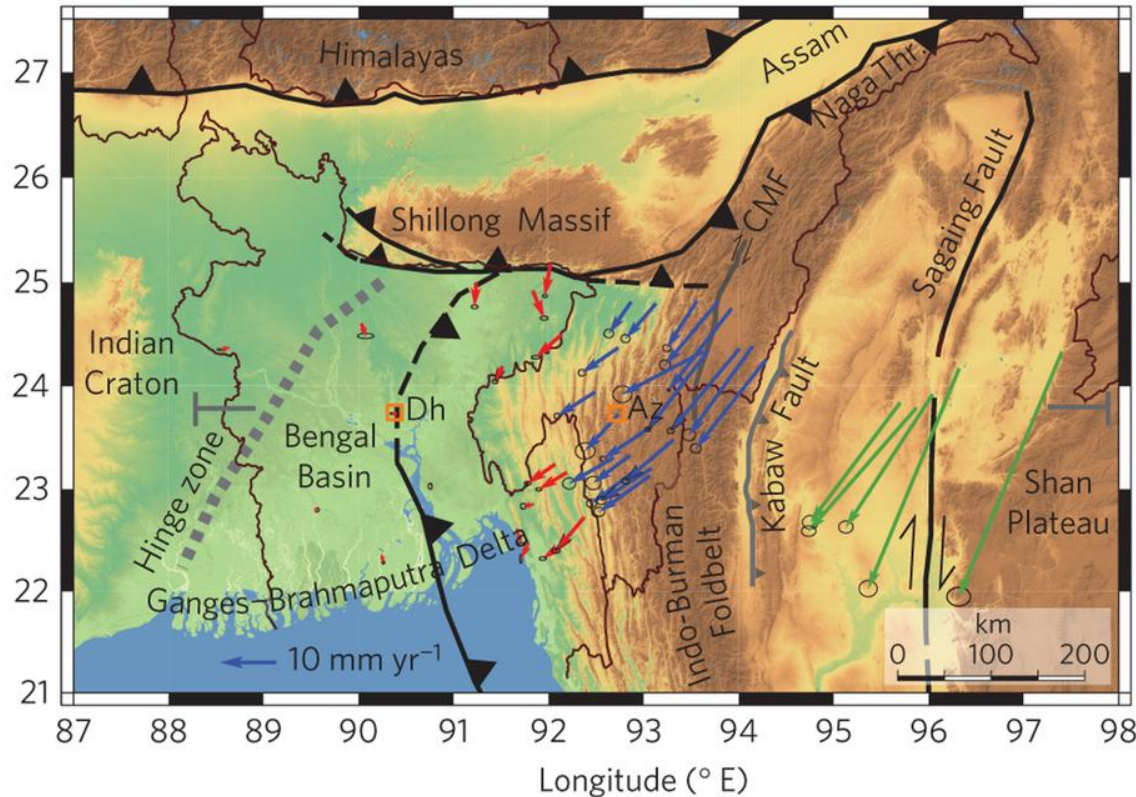 Himalayas
Assam
Naga Thr.
27
26
25
24
23
22
21
Shillong Massif
CMF
Sagaing Fault
Indian
Craton
Dh
Az
Bengal
Basin
Hinge zone
Kabaw Fault
Shan
Plateau
Ganges–Brahmaputra Delta
Indo-Burman
Foldbelt
10 mm yr⁻¹
km
0 100 200
87 88 89 90 91 92 93 94 95 96 97 98
Longitude (° E)